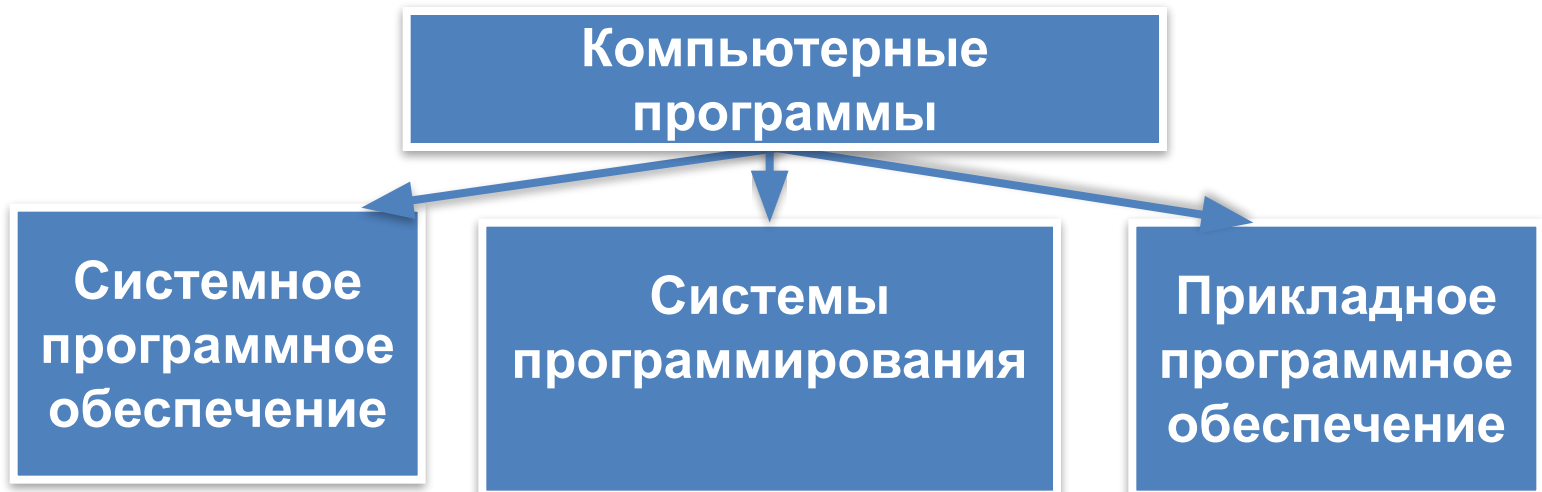 Компьютерные
программы
Системное
программное
обеспечение
Системы
программирования
Прикладное
программное
обеспечение